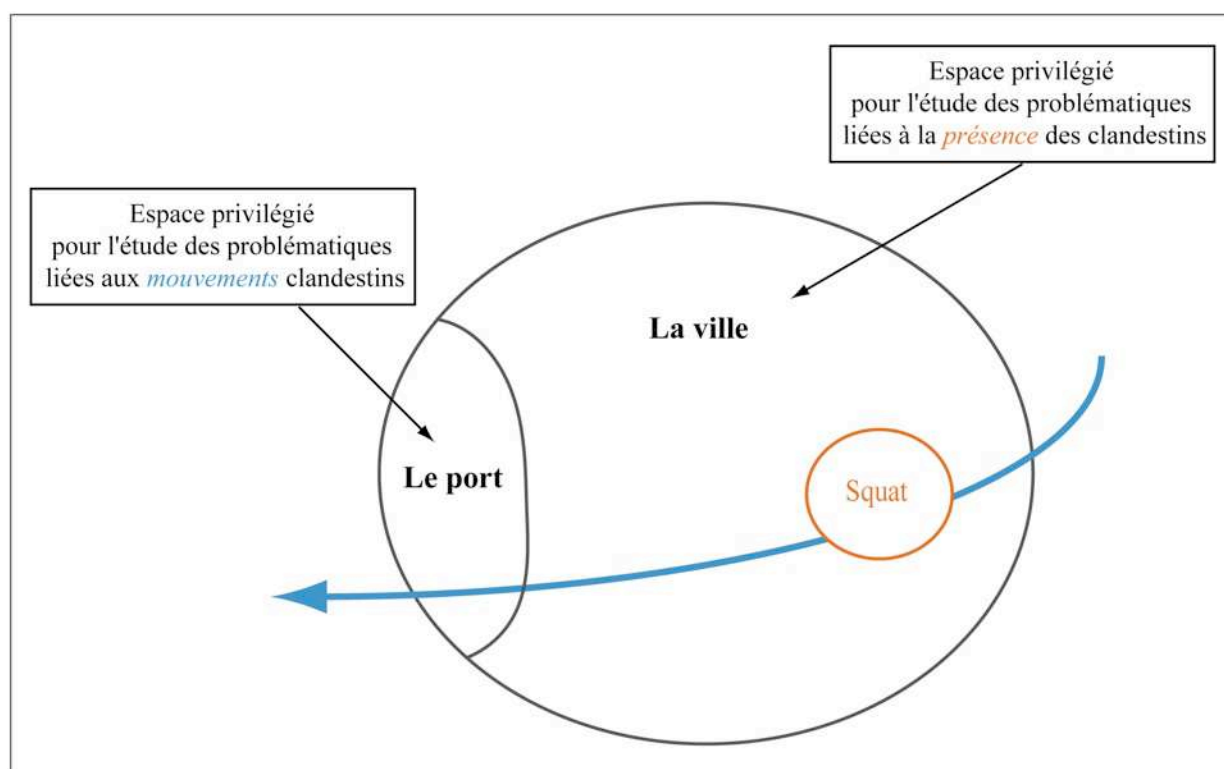 Espace privilégié
pour l'étude des problématiques
liées à la présence des clandestins
Espace privilégié
pour l'étude des problématiques
liées aux mouvements clandestins
La ville
Le port
Squat